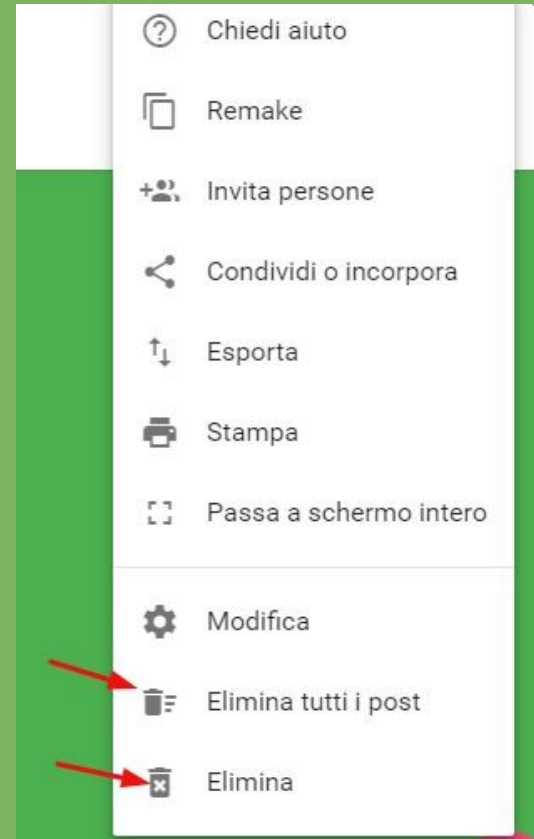 Chiedi aiuto
Remake
Invita persone
Condividi o incorpora
Esporta
Stampa
Passa a schermo intero
Modifica
Elimina tutti i post
Elimina